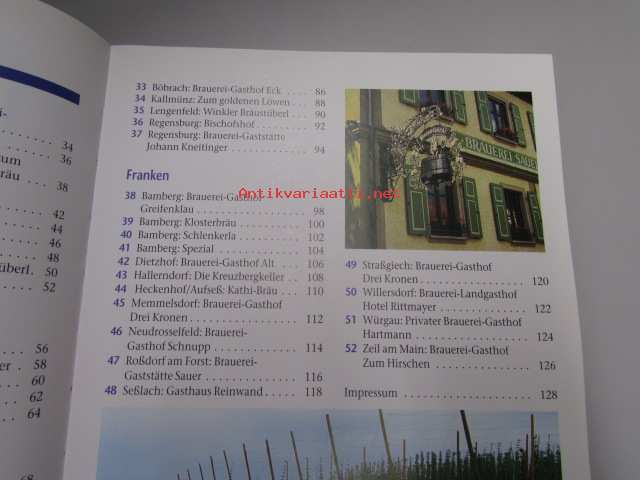 i-
34
um
36
räu
38
42
44
46
48
überl. 50
52
56
er . 58
60
62
64
68
33 Böbrach: Brauerei-Gasthof Eck . . 86
34 Kallmünz: Zum goldenen Löwen . . . 88
35 Lengenfeld: Winkler Bräustüberl . . 90
36 Regensburg: Bischofshof . . . . . . 92
37 Regensburg: Brauerei-Gaststätte
Johann Kneitinger . . . . . . 94
Franken
38 Bamberg: Brauerei-Gasthof
Greifenklau . . . . . . 98
39 Bamberg: Klosterbräu . . . . . . 100
40 Bamberg: Schlenkerla . . . . . . 102
41 Bamberg: Spezial . . . . . . 104
42 Dietzhof: Brauerei-Gasthof Alt . . . 106
43 Hallerndorf: Die Kreuzbergkeller . . 108
44 Heckenhof/Aufseß: Kathi-Bräu . . . 110
45 Memmelsdorf: Brauerei-Gasthof
Drei Kronen . . . . . . 112
46 Neudrosselfeld: Brauerei-
Gasthof Schnupp . . . . . . 114
47 Roßdorf am Forst: Brauerei-
Gaststätte Sauer . . . . . . 116
48 Seßlach: Gasthaus Reinwand . . . . 118
BRAUEREI SAUER
49 Straßgiech: Brauerei-Gasthof
Drei Kronen . . . . . . 120
50 Willersdorf: Brauerei-Landgasthof
Hotel Rittmayer . . . . . . 122
51 Würgau: Privater Brauerei-Gasthof
Hartmann . . . . . . 124
52 Zeil am Main: Brauerei-Gasthof
Zum Hirschen . . . . . . 126
Impressum . . . . . . 128
Antikvariaatti.net